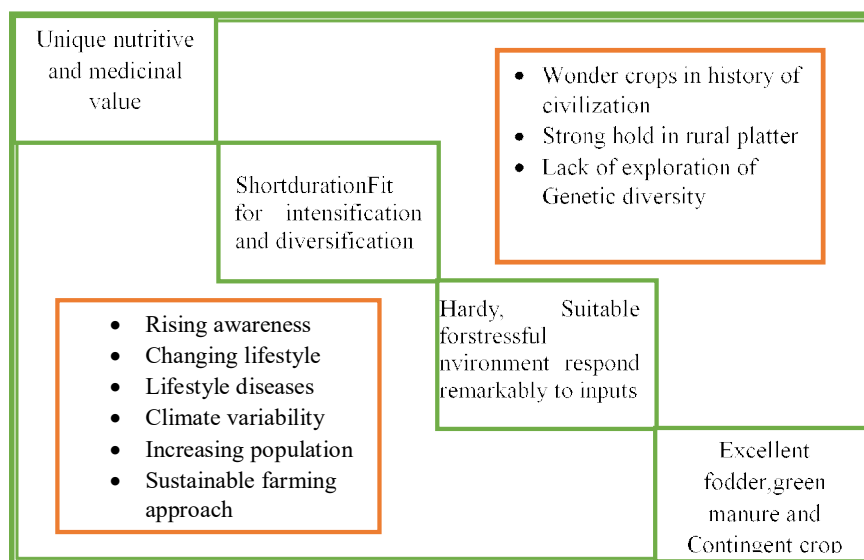 Unique nutritive
and medicinal
value
• Wonder crops in history of
civilization
• Strong hold in rural platter
• Lack of exploration of
Genetic diversity
ShortdurationFit
for intensification
and diversification
Hardy, Suitable
forstressful
nvironment respond
remarkably to inputs
• Rising awareness
• Changing lifestyle
• Lifestyle diseases
• Climate variability
• Increasing population
• Sustainable farming
approach
Excellent
fodder,green
manure and
Contingent crop